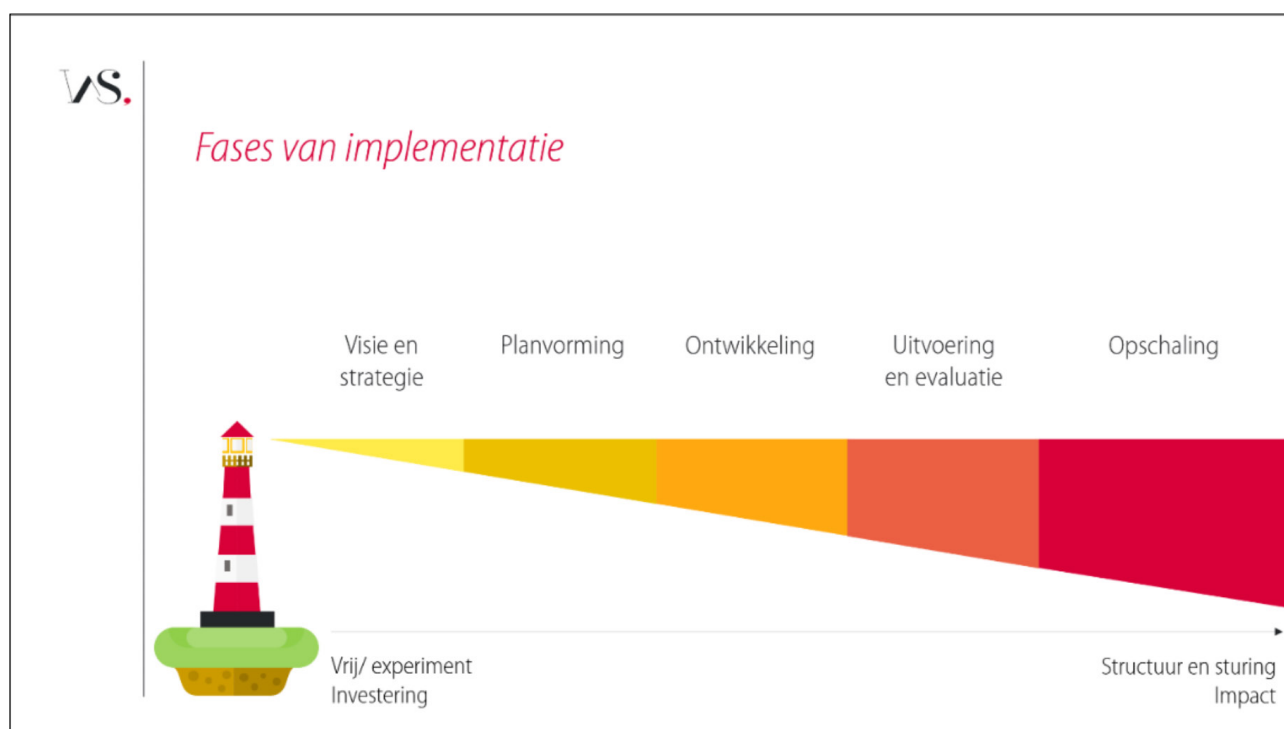 VS.
Fases van implementatie
Visie en
strategie
Planvorming
Ontwikkeling
Uitvoering
en evaluatie
Opschaling
Vrij/ experiment
Investering
Structuur en sturing
Impact